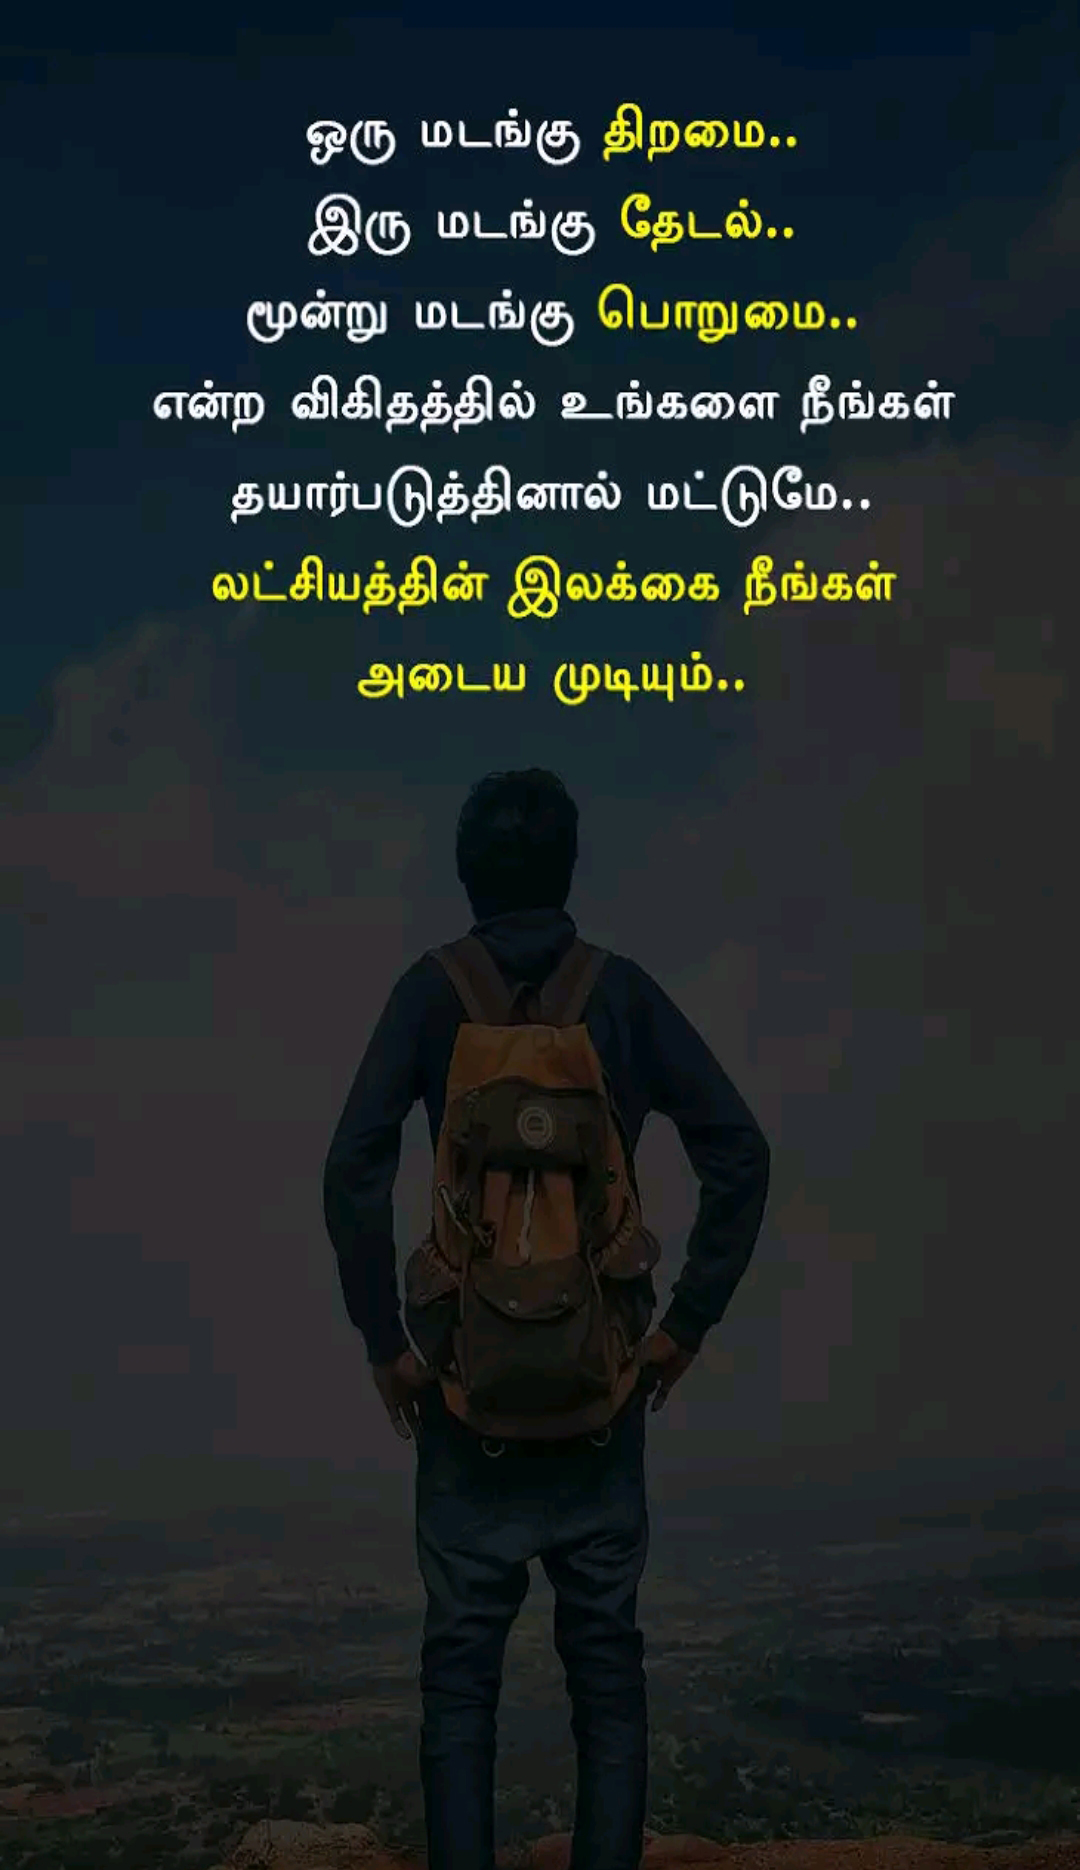 ஒரு மடங்கு திறமை..
இரு மடங்கு தேடல்..
மூன்று மடங்கு பொறுமை..
என்ற விகிதத்தில் உங்களை நீங்கள்
தயார்படுத்தினால் மட்டுமே..
லட்சியத்தின் இலக்கை நீங்கள்
அடைய முடியும்..